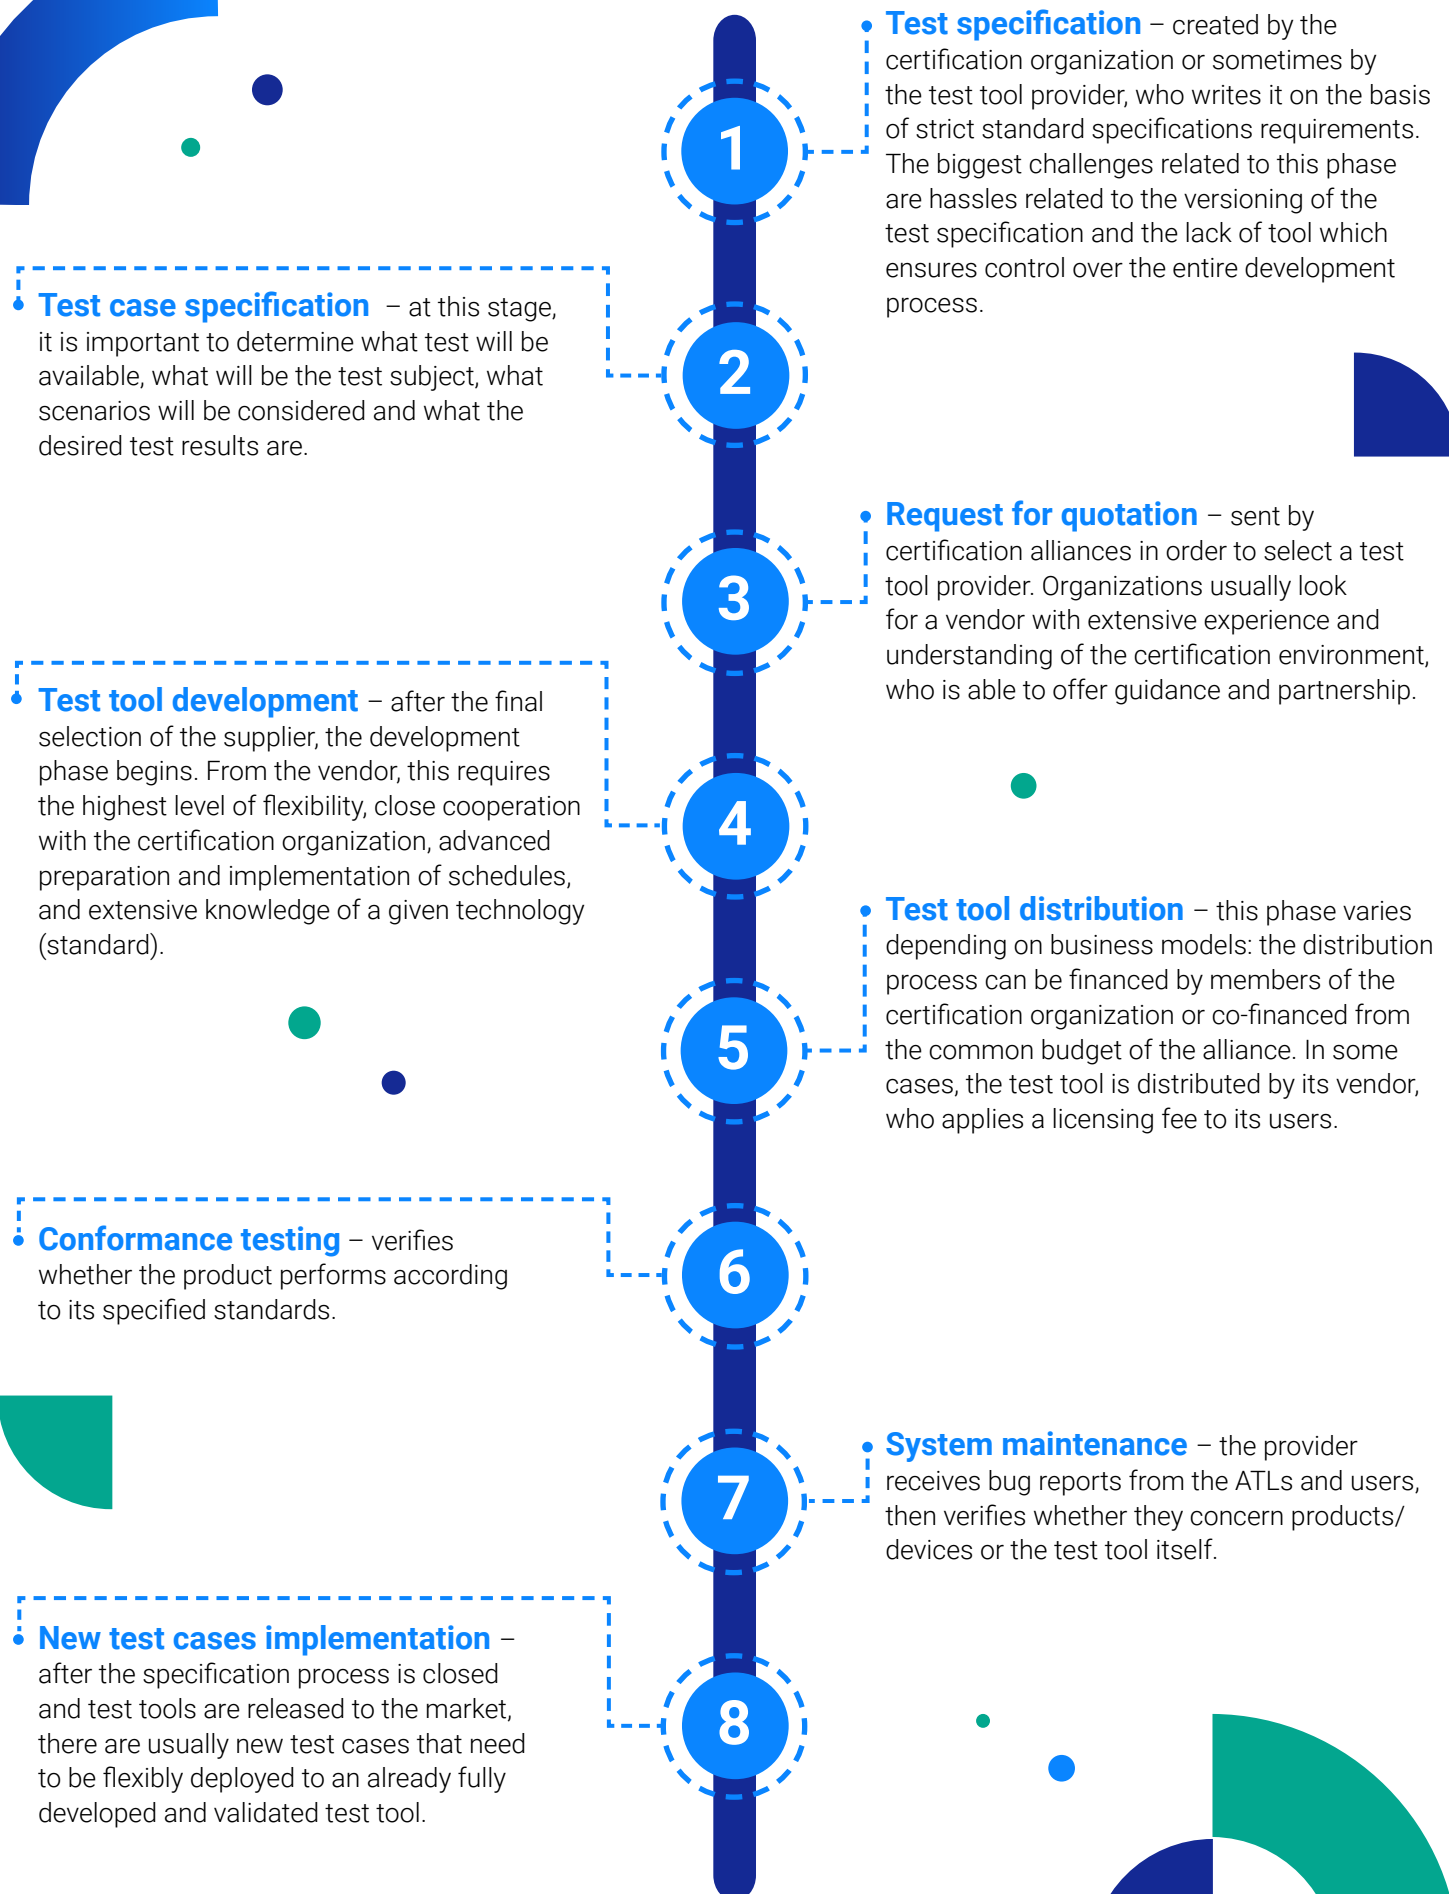 1
Test specification – created by the
certification organization or sometimes by
the test tool provider, who writes it on the basis
of strict standard specifications requirements.
The biggest challenges related to this phase
are hassles related to the versioning of the
test specification and the lack of tool which
ensures control over the entire development
process.
2
Test case specification – at this stage,
it is important to determine what test will be
available, what will be the test subject, what
scenarios will be considered and what the
desired test results are.
3
Request for quotation – sent by
certification alliances in order to select a test
tool provider. Organizations usually look
for a vendor with extensive experience and
understanding of the certification environment,
who is able to offer guidance and partnership.
4
Test tool development – after the final
selection of the supplier, the development
phase begins. From the vendor, this requires
the highest level of flexibility, close cooperation
with the certification organization, advanced
preparation and implementation of schedules,
and extensive knowledge of a given technology
(standard).
5
Test tool distribution – this phase varies
depending on business models: the distribution
process can be financed by members of the
certification organization or co-financed from
the common budget of the alliance. In some
cases, the test tool is distributed by its vendor,
who applies a licensing fee to its users.
6
Conformance testing – verifies
whether the product performs according
to its specified standards.
7
System maintenance – the provider
receives bug reports from the ATLs and users,
then verifies whether they concern products/
devices or the test tool itself.
8
New test cases implementation –
after the specification process is closed
and test tools are released to the market,
there are usually new test cases that need
to be flexibly deployed to an already fully
developed and validated test tool.